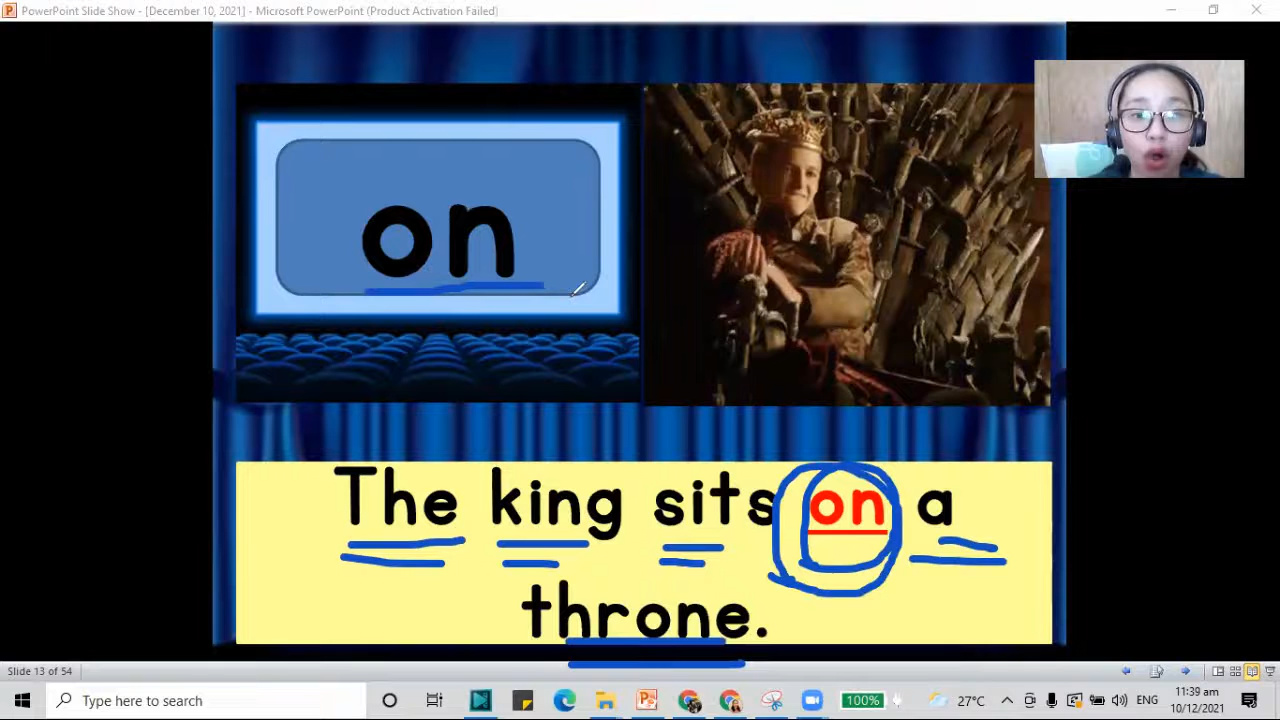 PowerPoint Slide Show - [December 10, 2021] - Microsoft PowerPoint (Product Activation Failed)
on
The king sits on a
throne.
Slide 13 of 54
Type here to search
100%
27°C
ENG
11:39 am
10/12/2021